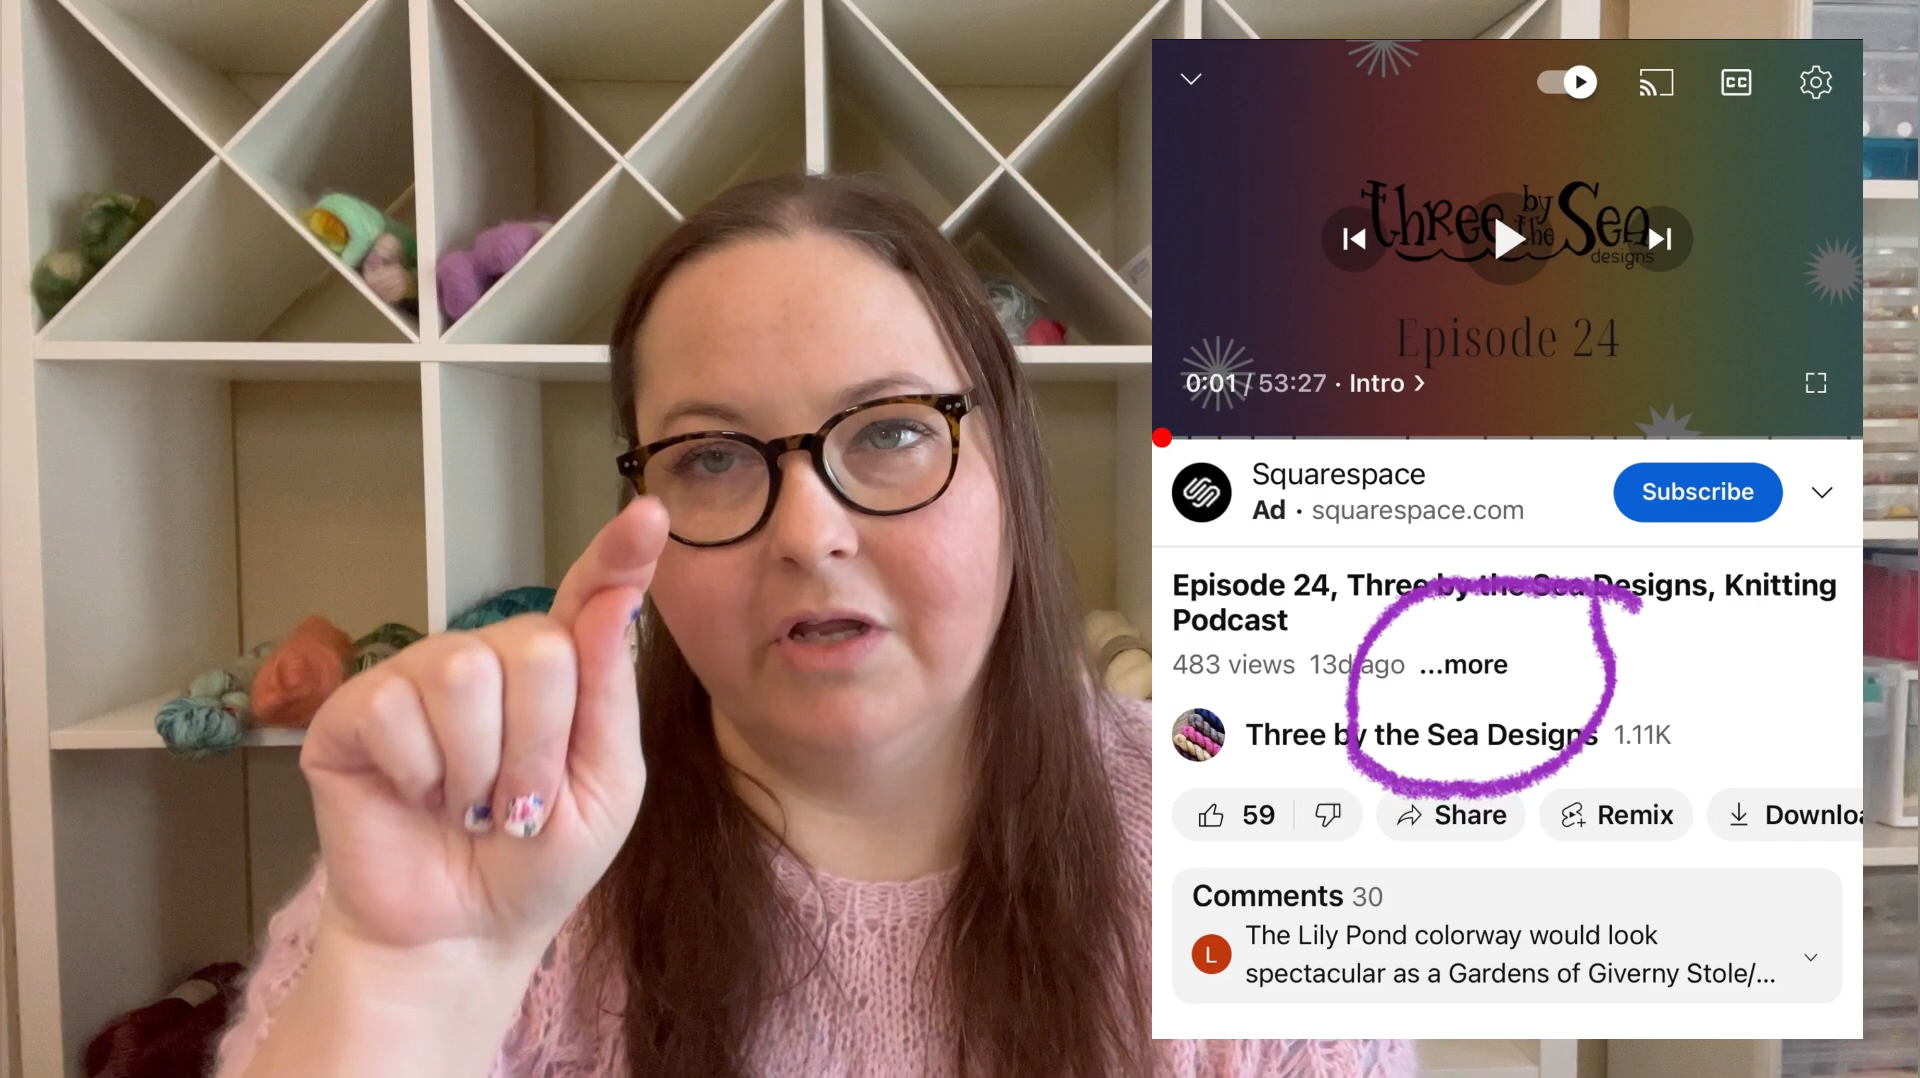 three by the Sea
designs
Episode 24
0:01 / 53:27 · Intro
Squarespace
Ad · squarespace.com
Subscribe
Episode 24, Three by the Sea Designs, Knitting
Podcast
483 views 13d ago ...more
Three by the Sea Designs 1.11K
59 Share Remix Downloa
Comments 30
L
The Lily Pond colorway would look
spectacular as a Gardens of Giverny Stole/...
CC